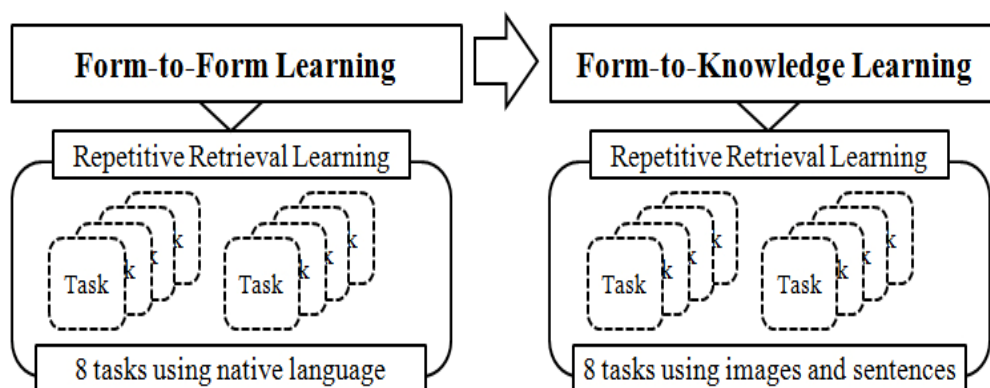 Form-to-Form Learning
Repetitive Retrieval Learning
Task k k k
Task k k k
8 tasks using native language
Form-to-Knowledge Learning
Repetitive Retrieval Learning
Task k k k
Task k k k
8 tasks using images and sentences